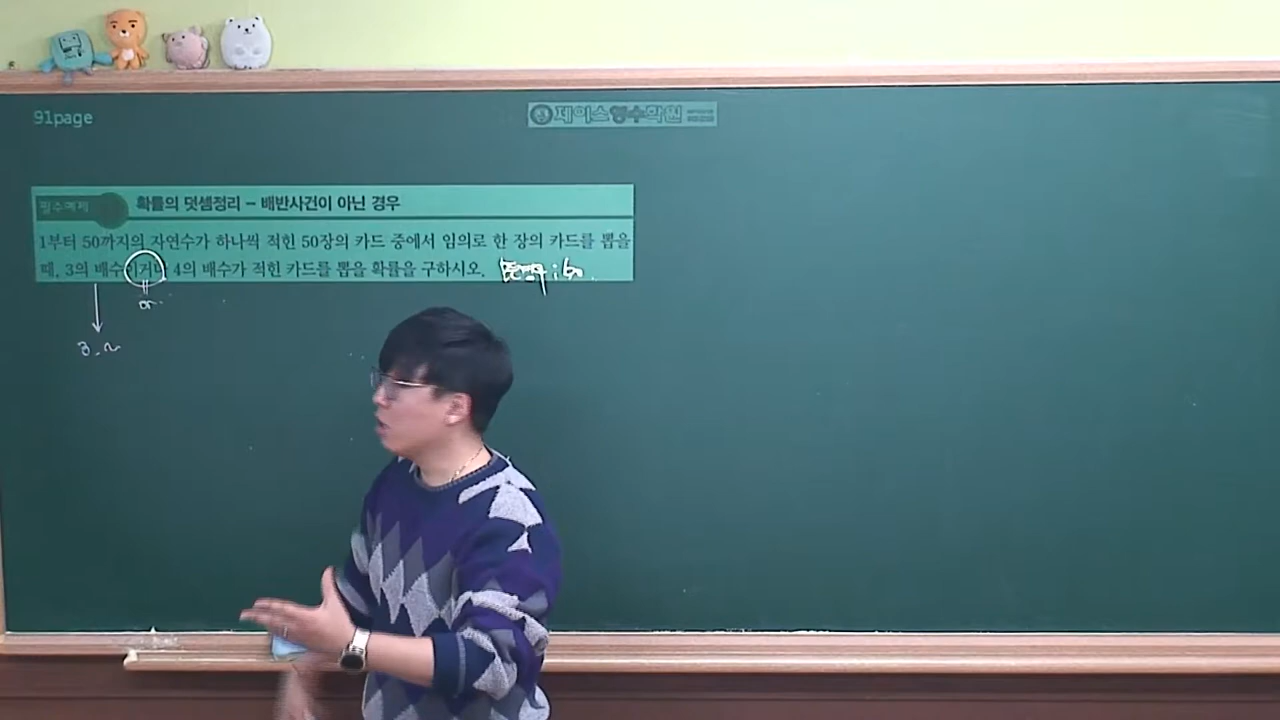 91page
제이스영수학원
필수예제
확률의 덧셈정리 - 배반사건이 아닌 경우
1부터 50까지의 자연수가 하나씩 적힌 50장의 카드 중에서 임의로 한 장의 카드를 뽑을
때, 3의 배수이거나 4의 배수가 적힌 카드를 뽑을 확률을 구하시오.